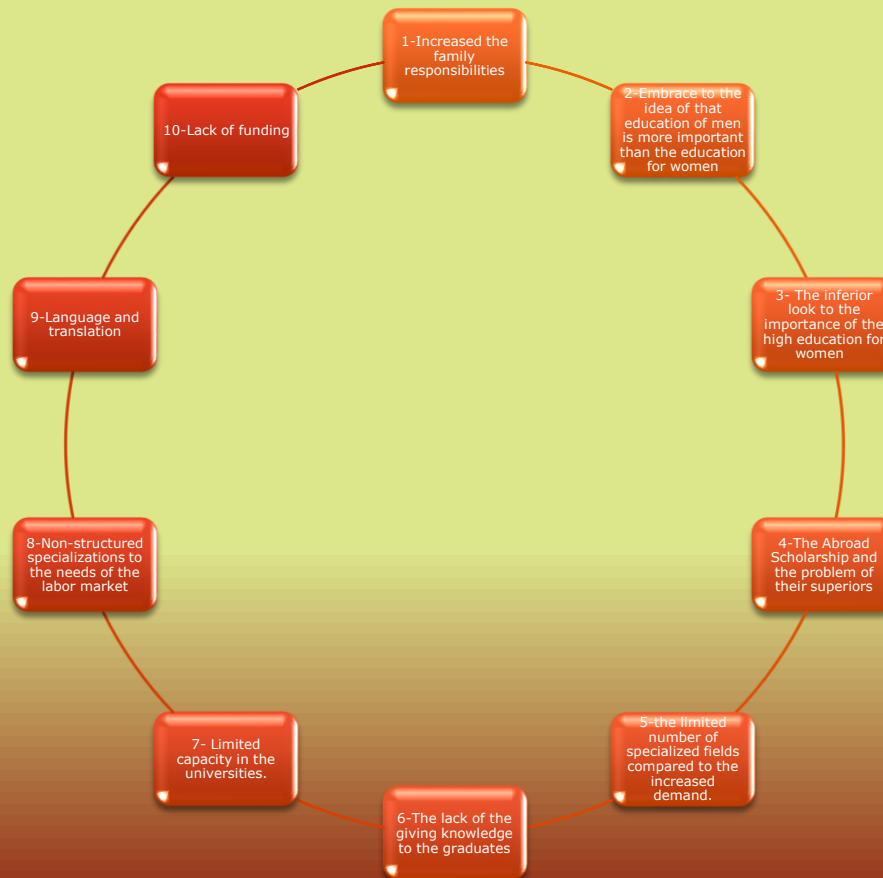 1-Increased the
family
responsibilities
2-Embrace to the
idea of that
education of men
is more important
than the education
for women
3- The inferior
look to the
importance of the
high education for
women
4-The Abroad
Scholarship and
the problem of
their superiors
5-the limited
number of
specialized fields
compared to the
increased
demand.
6-The lack of the
giving knowledge
to the graduates
7- Limited
capacity in the
universities.
8-Non-structured
specializations to
the needs of the
labor market
9-Language and
translation
10-Lack of funding